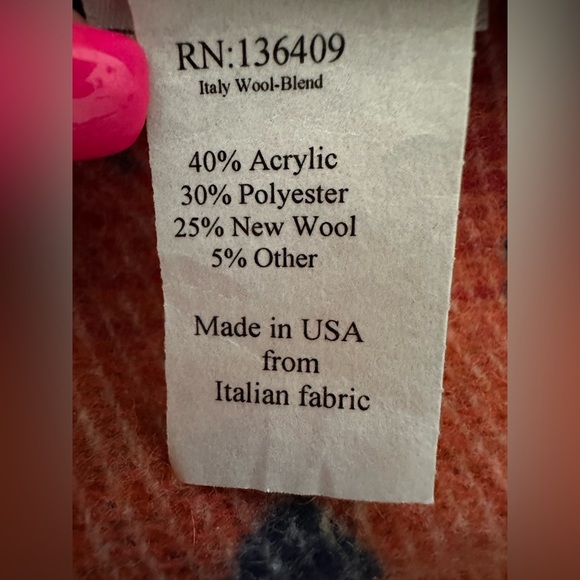 RN:136409
Italy Wool-Blend
40% Acrylic
30% Polyester
25% New Wool
5% Other
Made in USA
from
Italian fabric